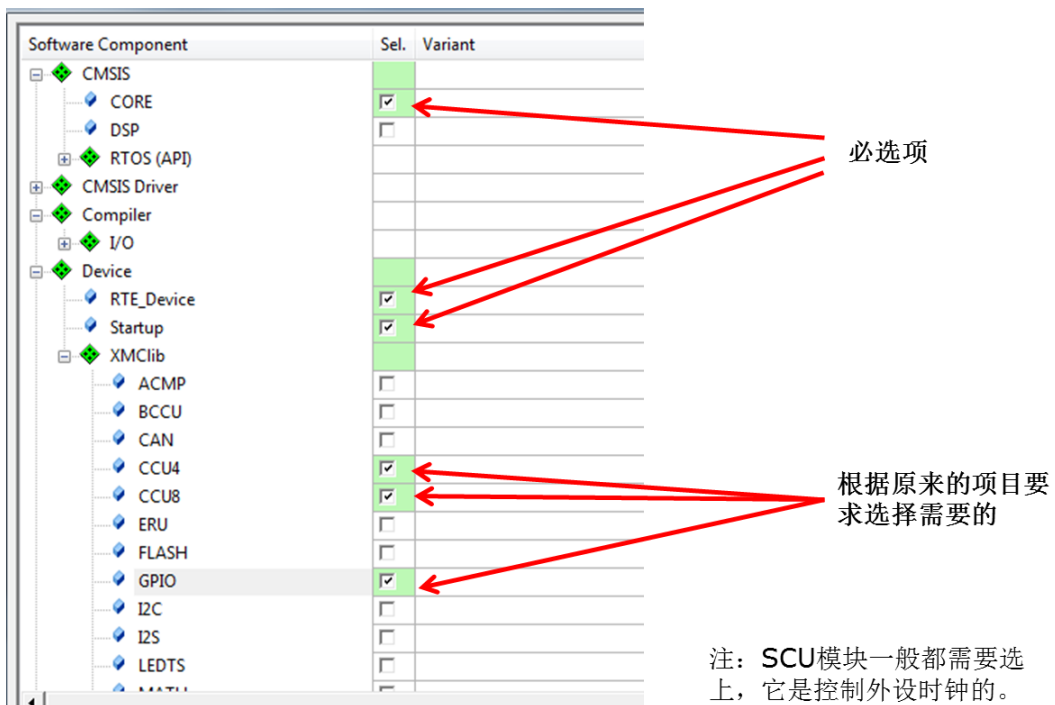 Software Component Sel. Variant
CMSIS
CORE
DSP
RTOS (API)
CMSIS Driver
Compiler
I/O
Device
RTE_Device
Startup
XMClib
ACMP
BCCU
CAN
CCU4
CCU8
ERU
FLASH
GPIO
I2C
I2S
LEDTS
必选项
根据原来的项目要
求选择需要的
注：SCU模块一般都需要选
上，它是控制外设时钟的。